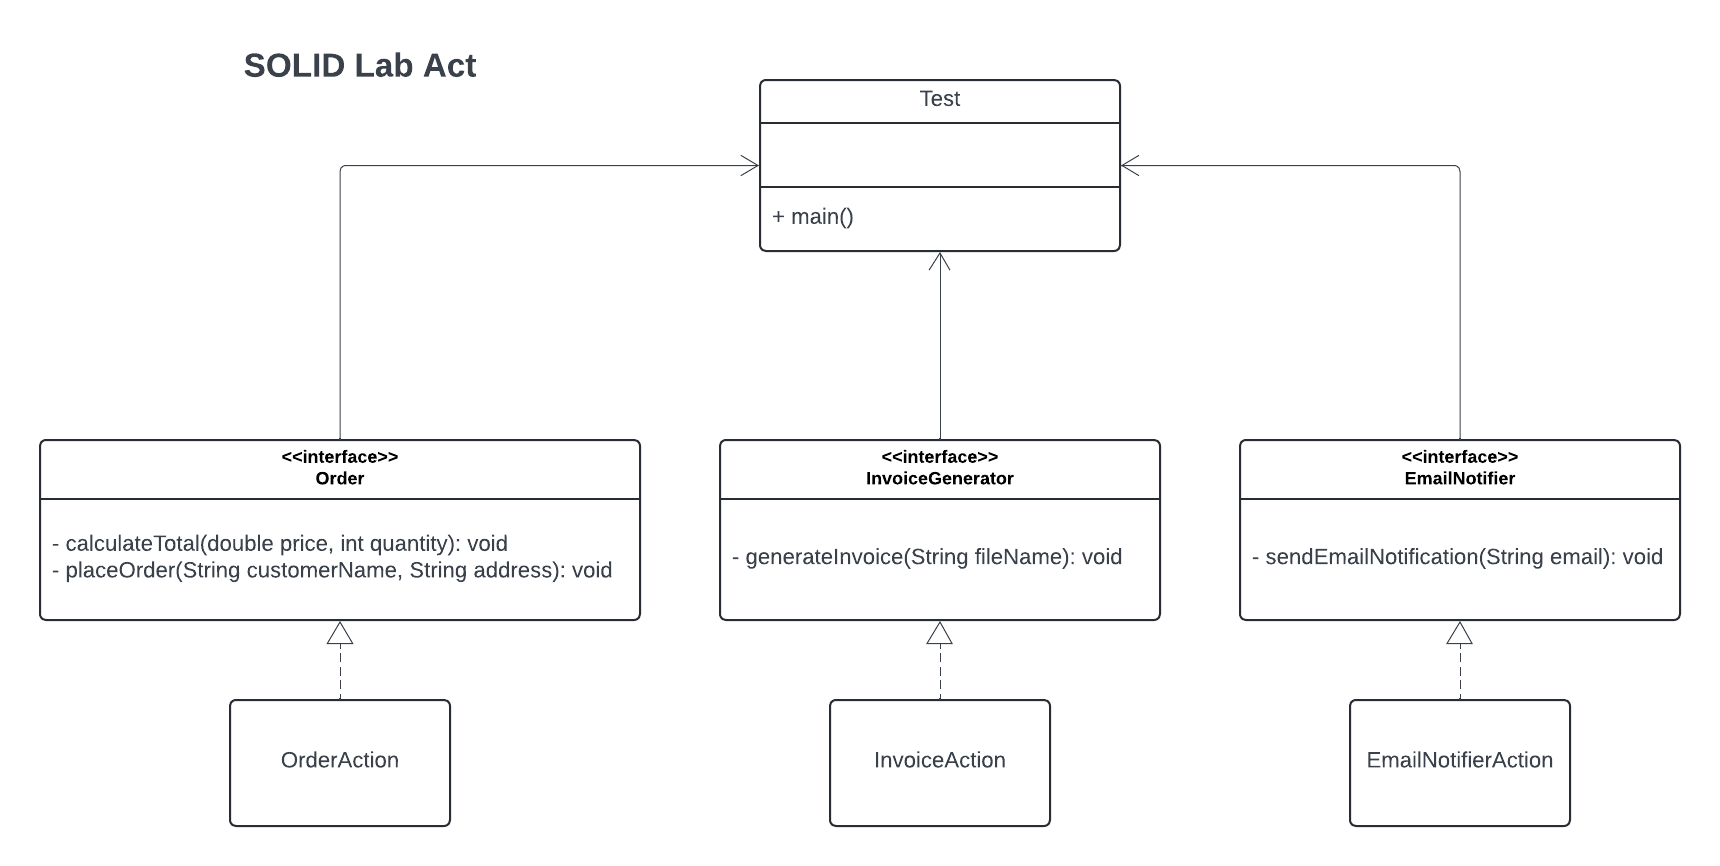 SOLID Lab Act
Test
+ main()
<<interface>>
Order
- calculateTotal(double price, int quantity): void
- placeOrder(String customerName, String address): void
<<interface>>
InvoiceGenerator
- generateInvoice(String fileName): void
<<interface>>
EmailNotifier
- sendEmailNotification(String email): void
OrderAction
InvoiceAction
EmailNotifierAction